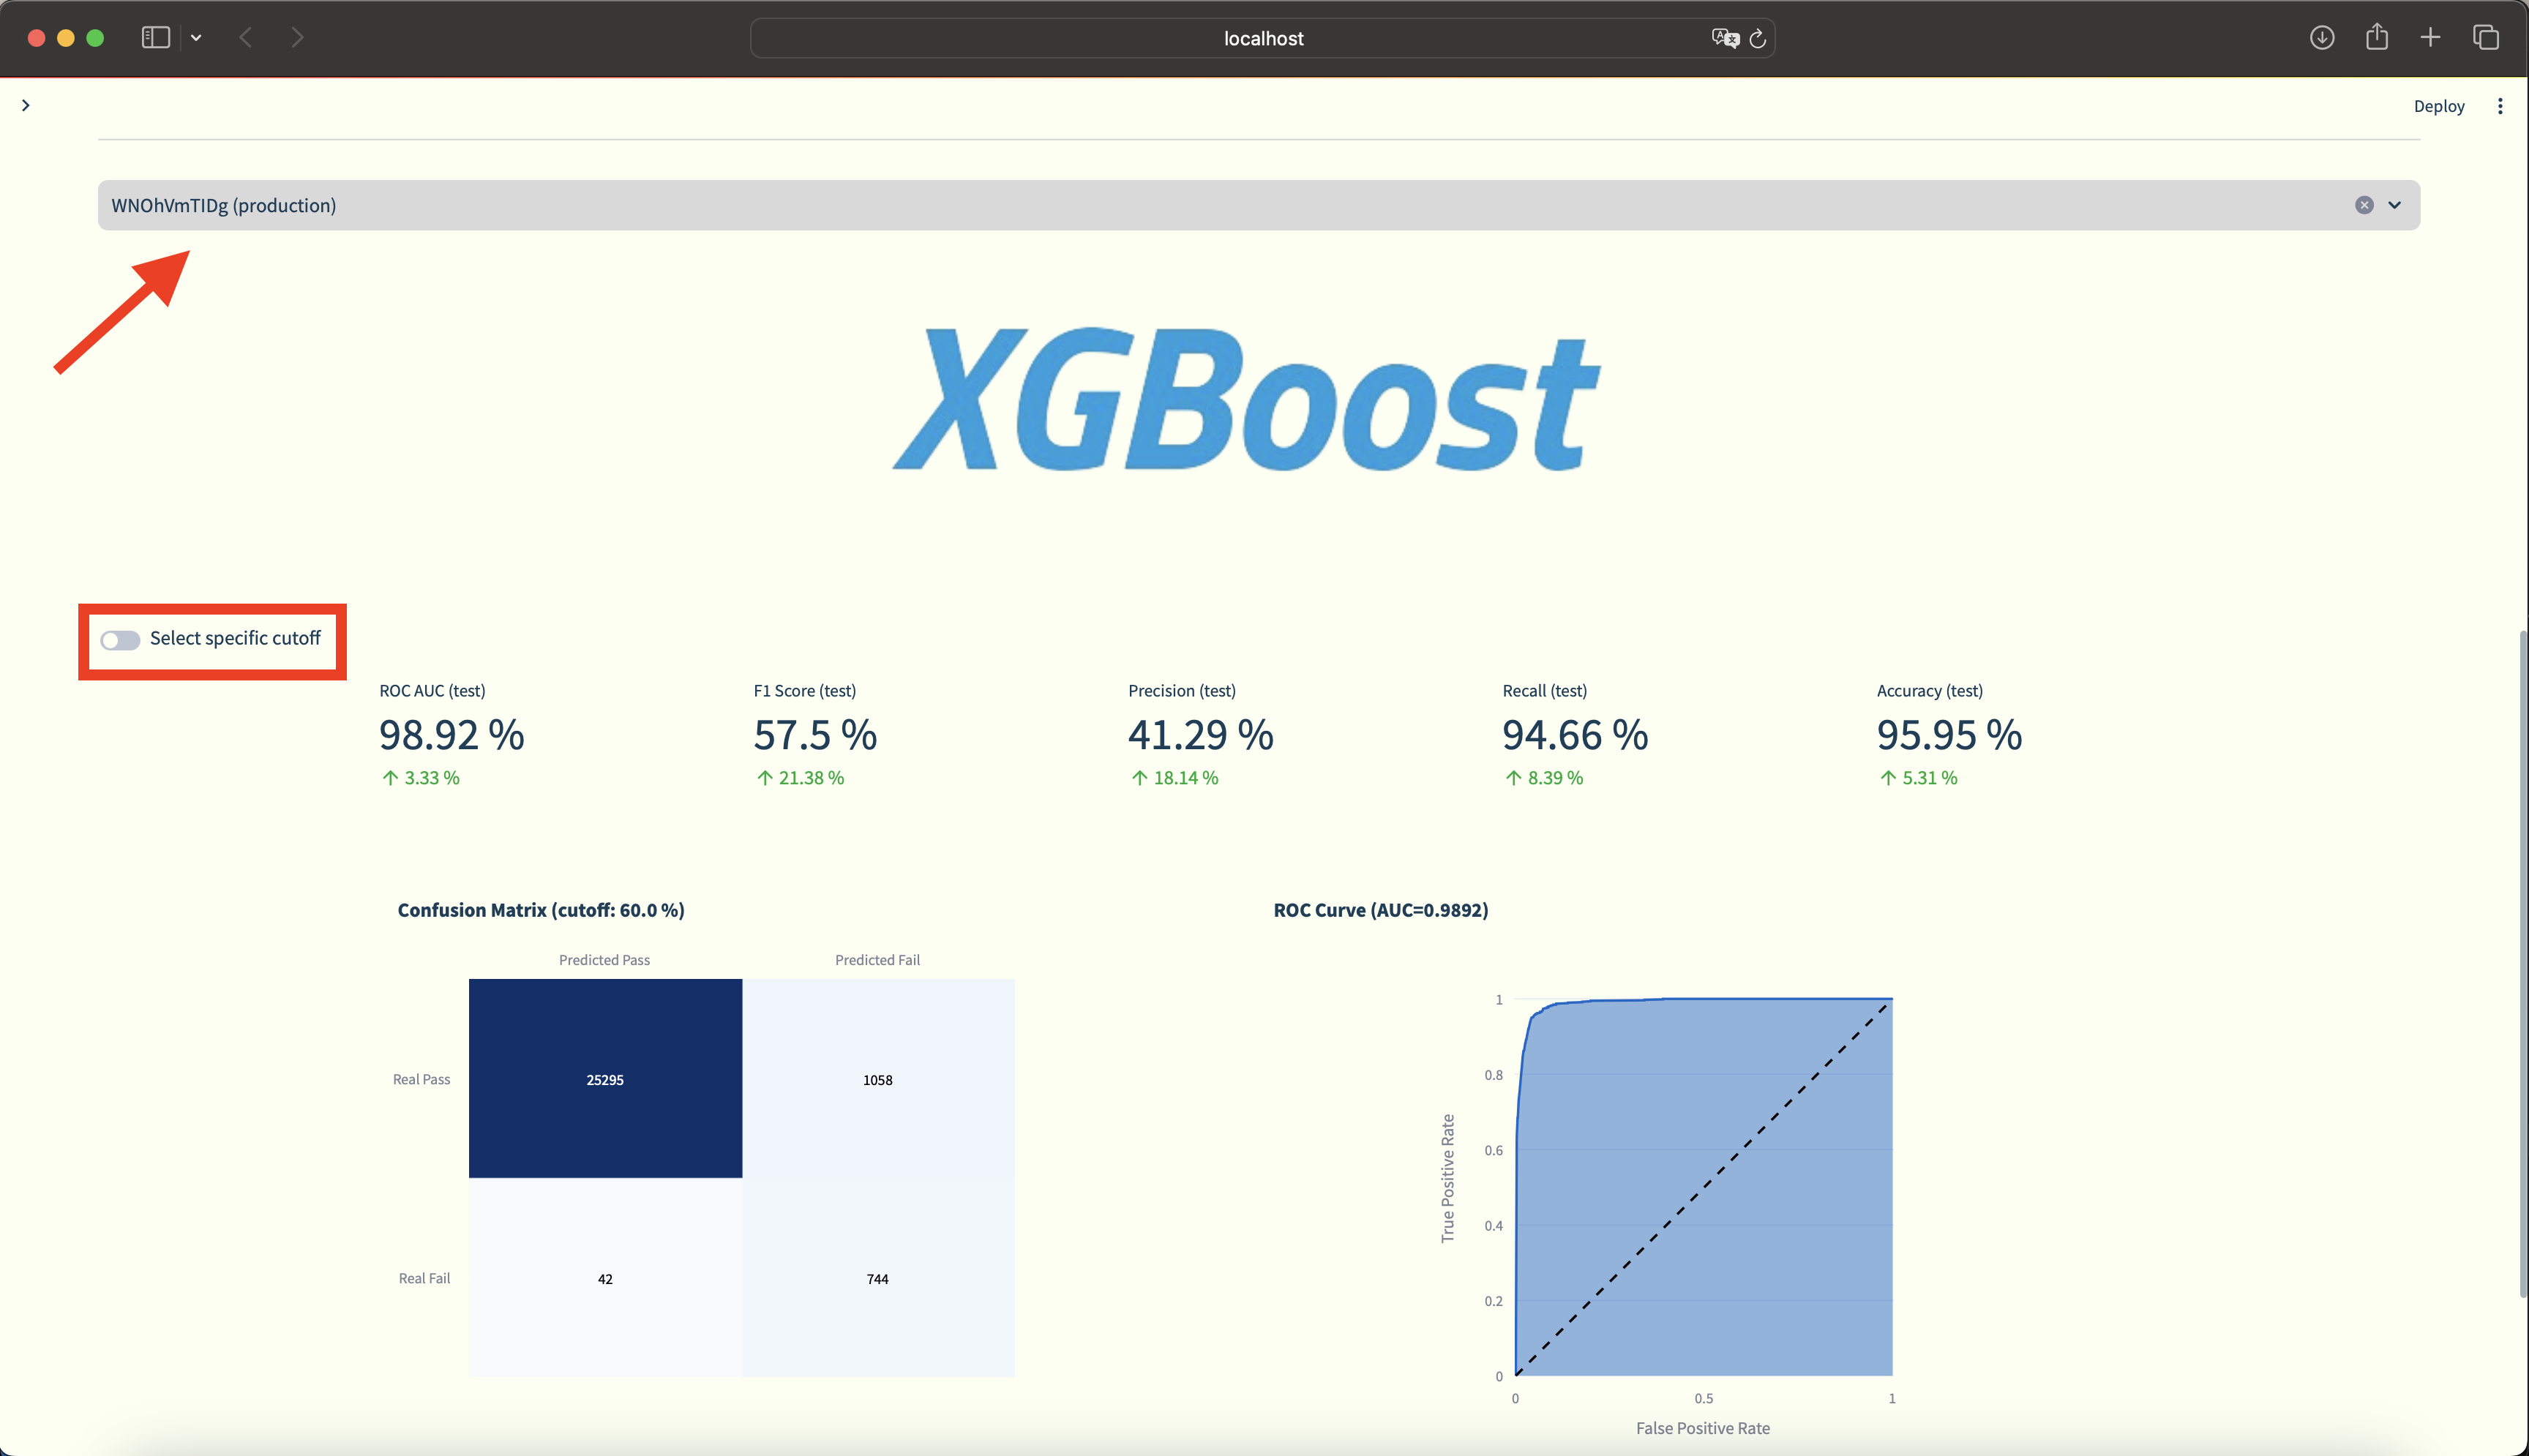 localhost
Deploy
WNOhVmTIDg (production)
XGBoost
Select specific cutoff
ROC AUC (test)
98.92 %
↑ 3.33 %
F1 Score (test)
57.5 %
↑ 21.38 %
Precision (test)
41.29 %
↑ 18.14 %
Recall (test)
94.66 %
↑ 8.39 %
Accuracy (test)
95.95 %
↑ 5.31 %
Confusion Matrix (cutoff: 60.0 %)
Predicted Pass
Predicted Fail
Real Pass
25295
1058
Real Fail
42
744
ROC Curve (AUC=0.9892)
True Positive Rate
1
0.8
0.6
0.4
0.2
0
0
0.5
1
False Positive Rate